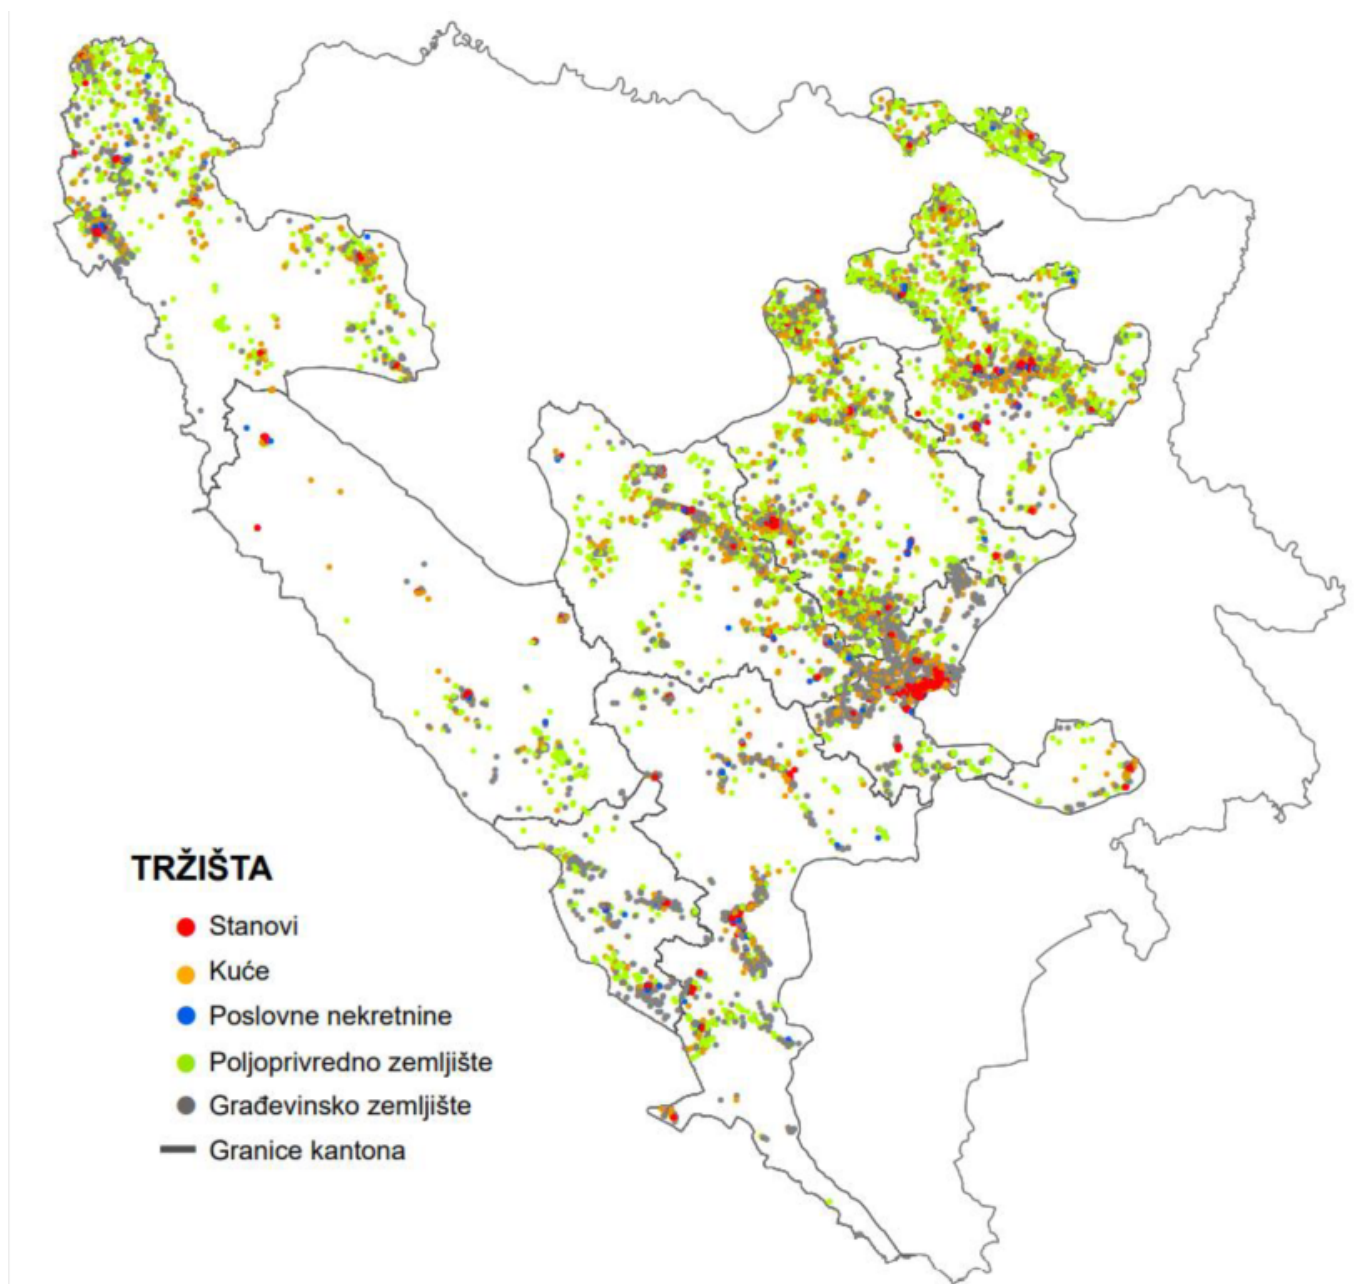 TRŽIŠTA
Stanovi
Kuće
Poslovne nekretnine
Poljoprivredno zemljište
Građevinsko zemljište
Granice kantona